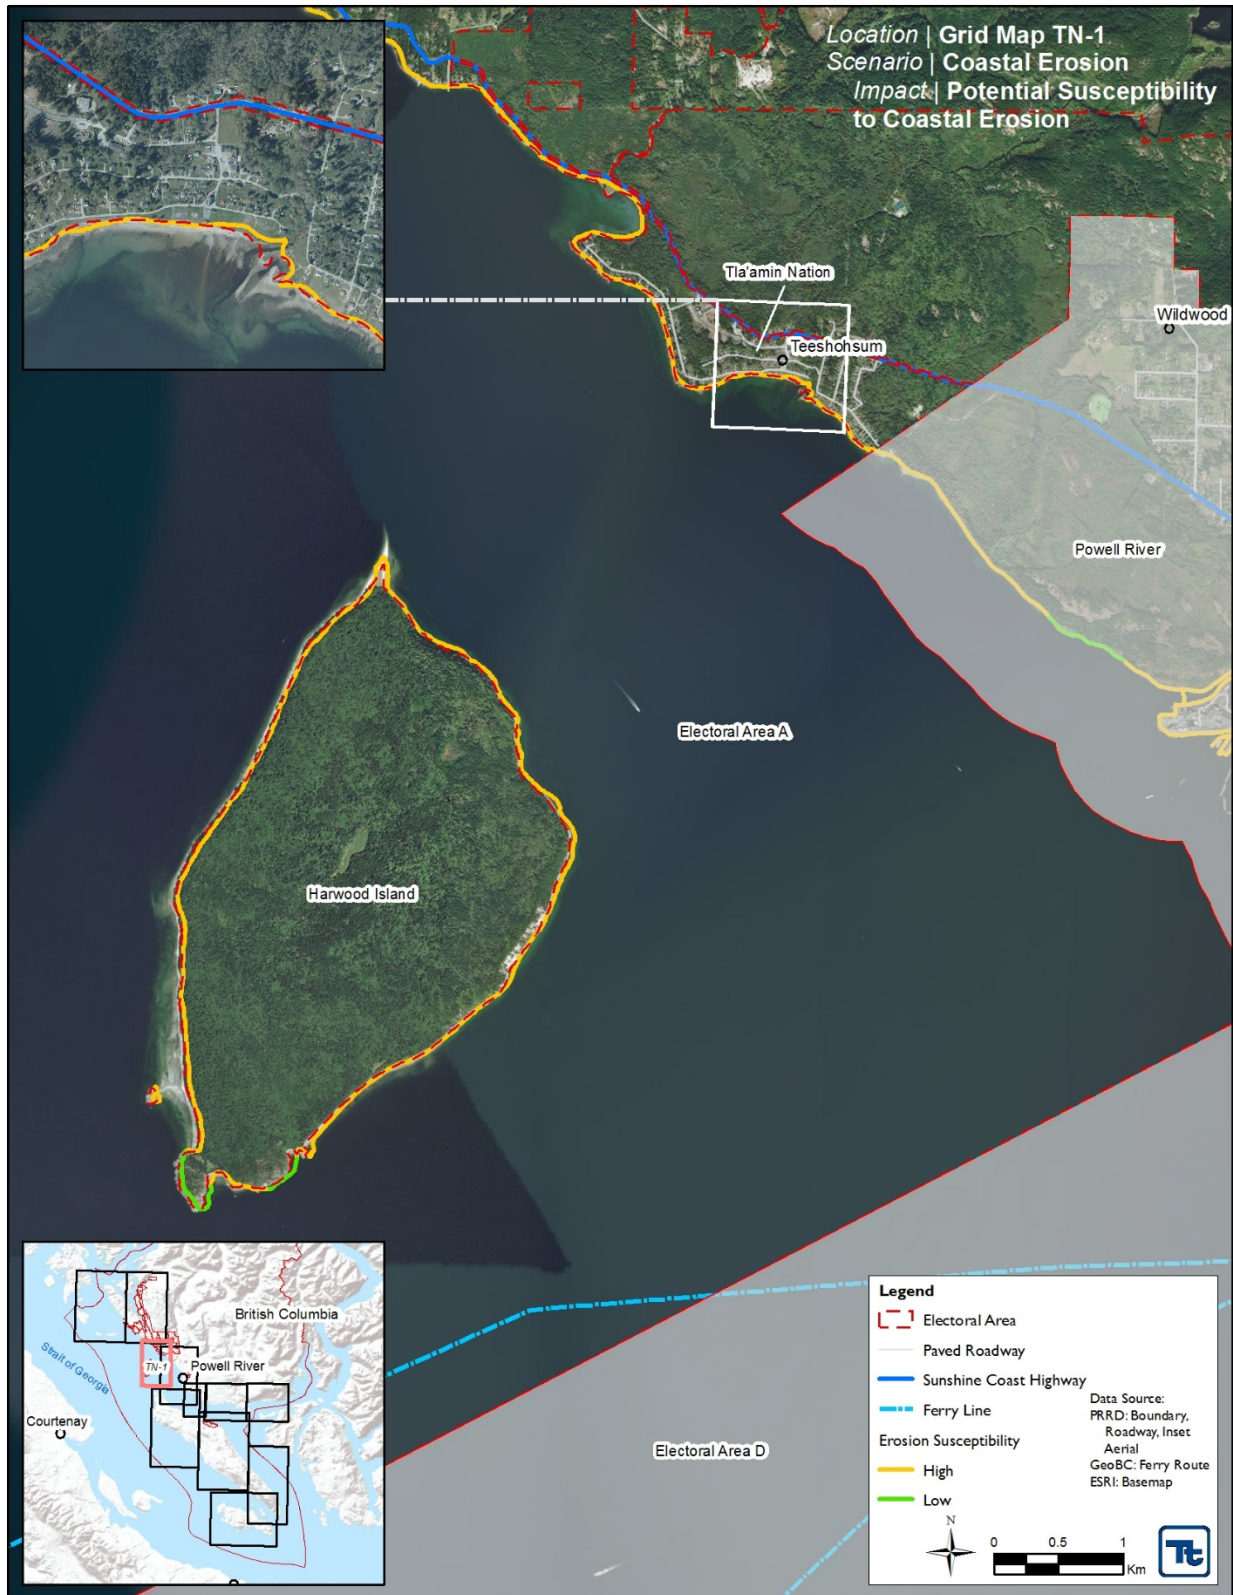 Location | Grid Map TN-1
Scenario | Coastal Erosion
Impact | Potential Susceptibility
to Coastal Erosion
Tla'amin Nation
Wildwood
Teeshohsum
Powell River
Electoral Area A
Harwood Island
British Columbia
Strait of Georgia
TN-1
Powell River
Courtenay
Electoral Area D
Legend
Electoral Area
Paved Roadway
Sunshine Coast Highway
Ferry Line
Erosion Susceptibility
High
Low
Data Source:
PRRD: Boundary,
Roadway, Inset
Aerial
GeoBC: Ferry Route
ESRI: Basemap
N
0 0.5 1
Km
Tt